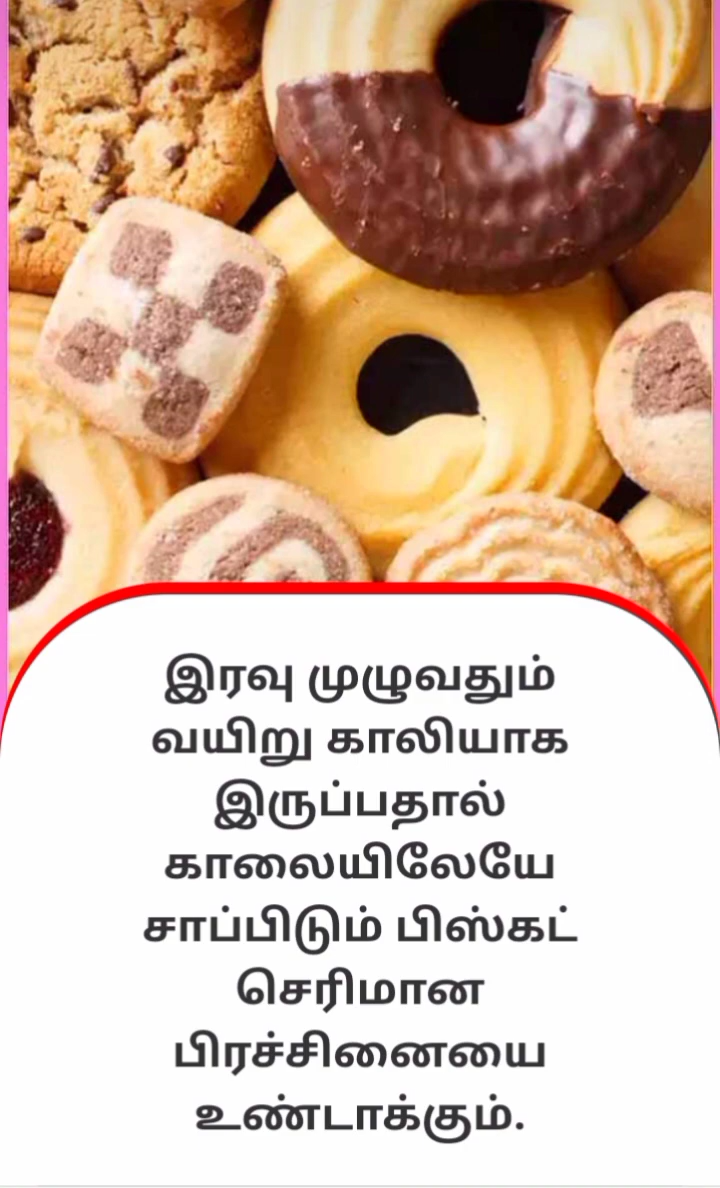 இரவு முழுவதும்
வயிறு காலியாக
இருப்பதால்
காலையிலேயே
சாப்பிடும் பிஸ்கட்
செரிமான
பிரச்சினையை
உண்டாக்கும்.